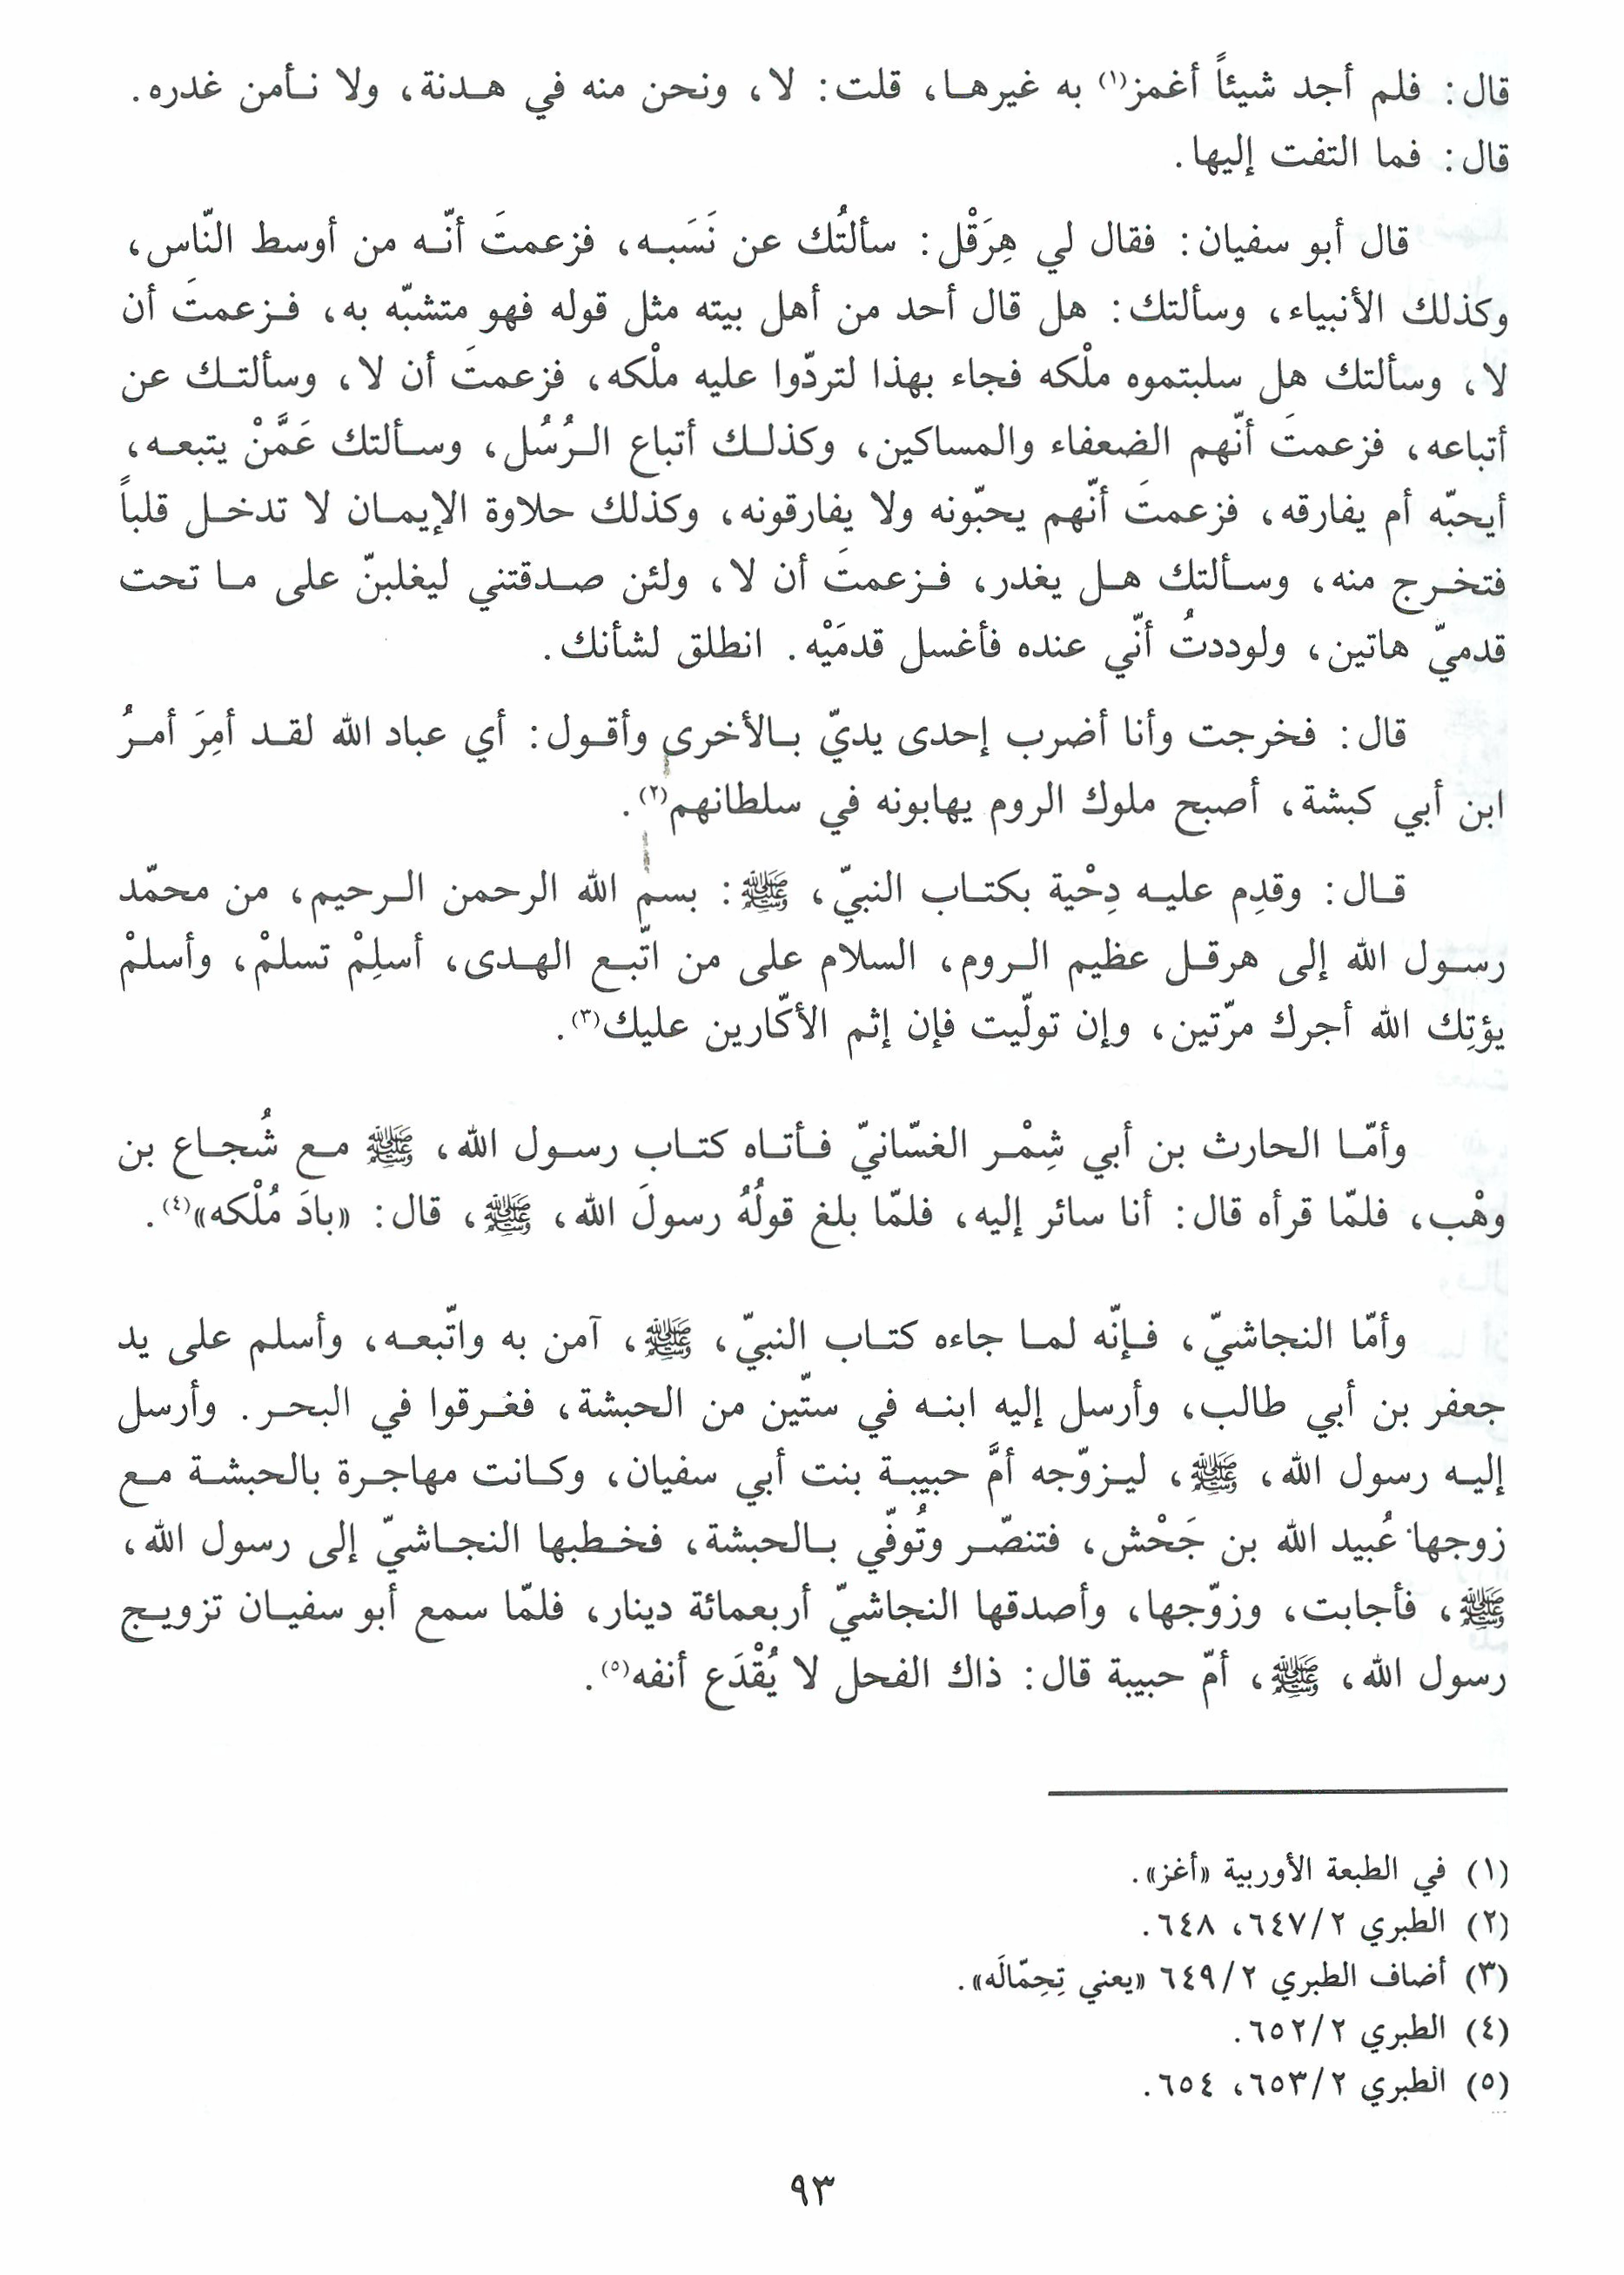 قال: فلم أجد شيئاً أغمز(١) به غيرها، قلت: لا، ونحن منه في هدنة، ولا نأمن غدره.
قال: فما التفت إليها.
قال أبو سفيان: فقال لي هِرَقْل: سألتُك عن نَسَبه، فزعمتَ أنّه من أوسط النّاس،
وكذلك الأنبياء، وسألتك: هل قال أحد من أهل بيته مثل قوله فهو متشبّه به، فزعمتَ أن
لا، وسألتك هل سلبتموه ملْكه فجاء بهذا لتردّوا عليه ملْكه، فزعمتَ أن لا، وسألتك عن
أتباعه، فزعمتَ أنّهم الضعفاء والمساكين، وكذلك أتباع الرُسُل، وسألتك عَمَّنْ يتبعه،
أيحبّه أم يفارقه، فزعمتَ أنّهم يحبّونه ولا يفارقونه، وكذلك حلاوة الإيمان لا تدخل قلباً
فتخرج منه، وسألتك هل يغدر، فزعمتَ أن لا، ولئن صدقتني ليغلبنّ على ما تحت
قدميّ هاتين، ولوددتُ أنّي عنده فأغسل قدمَيْه. انطلق لشأنك.
قال: فخرجت وأنا أضرب إحدى يديّ بالأخرى وأقول: أي عباد الله لقد أمِرَ أمرُ
ابن أبي كبشة، أصبح ملوك الروم يهابونه في سلطانهم(٢).
قال: وقدِم عليه دِحْية بكتاب النبيّ، ﷺ: بسم الله الرحمن الرحيم، من محمّد
رسول الله إلى هرقل عظيم الروم، السلام على من اتّبع الهدى، أسلِمْ تسلمْ، وأسلمْ
يؤتِك الله أجرك مرّتين، وإن تولّيت فإن إثم الأكّارين عليك(٣).
وأمّا الحارث بن أبي شِمْر الغسّانيّ فأتاه كتاب رسول الله، ﷺ مع شُجاع بن
وهْب، فلمّا قرأه قال: أنا سائر إليه، فلمّا بلغ قولُهُ رسولَ الله، ﷺ، قال: «بادَ مُلْكه»(٤).
وأمّا النجاشيّ، فإنّه لما جاءه كتاب النبيّ، ﷺ، آمن به واتّبعه، وأسلم على يد
جعفر بن أبي طالب، وأرسل إليه ابنه في ستّين من الحبشة، فغرقوا في البحر. وأرسل
إليه رسول الله، ﷺ، ليزوّجه أمَّ حبيبة بنت أبي سفيان، وكانت مهاجرة بالحبشة مع
زوجها عُبيد الله بن جَحْش، فتنصّر وتُوفّي بالحبشة، فخطبها النجاشيّ إلى رسول الله،
ﷺ، فأجابت، وزوّجها، وأصدقها النجاشيّ أربعمائة دينار، فلمّا سمع أبو سفيان تزويج
رسول الله، ﷺ، أمّ حبيبة قال: ذاك الفحل لا يُقْدَع أنفه(٥).
(١) في الطبعة الأوربية «أغز».
(٢) الطبري ٢/٦٤٧، ٦٤٨.
(٣) أضاف الطبري ٢/٦٤٩ «يعني تِحِمّالَه».
(٤) الطبري ٢/٦٥٢.
(٥) الطبري ٢/٦٥٣، ٦٥٤.
٩٣